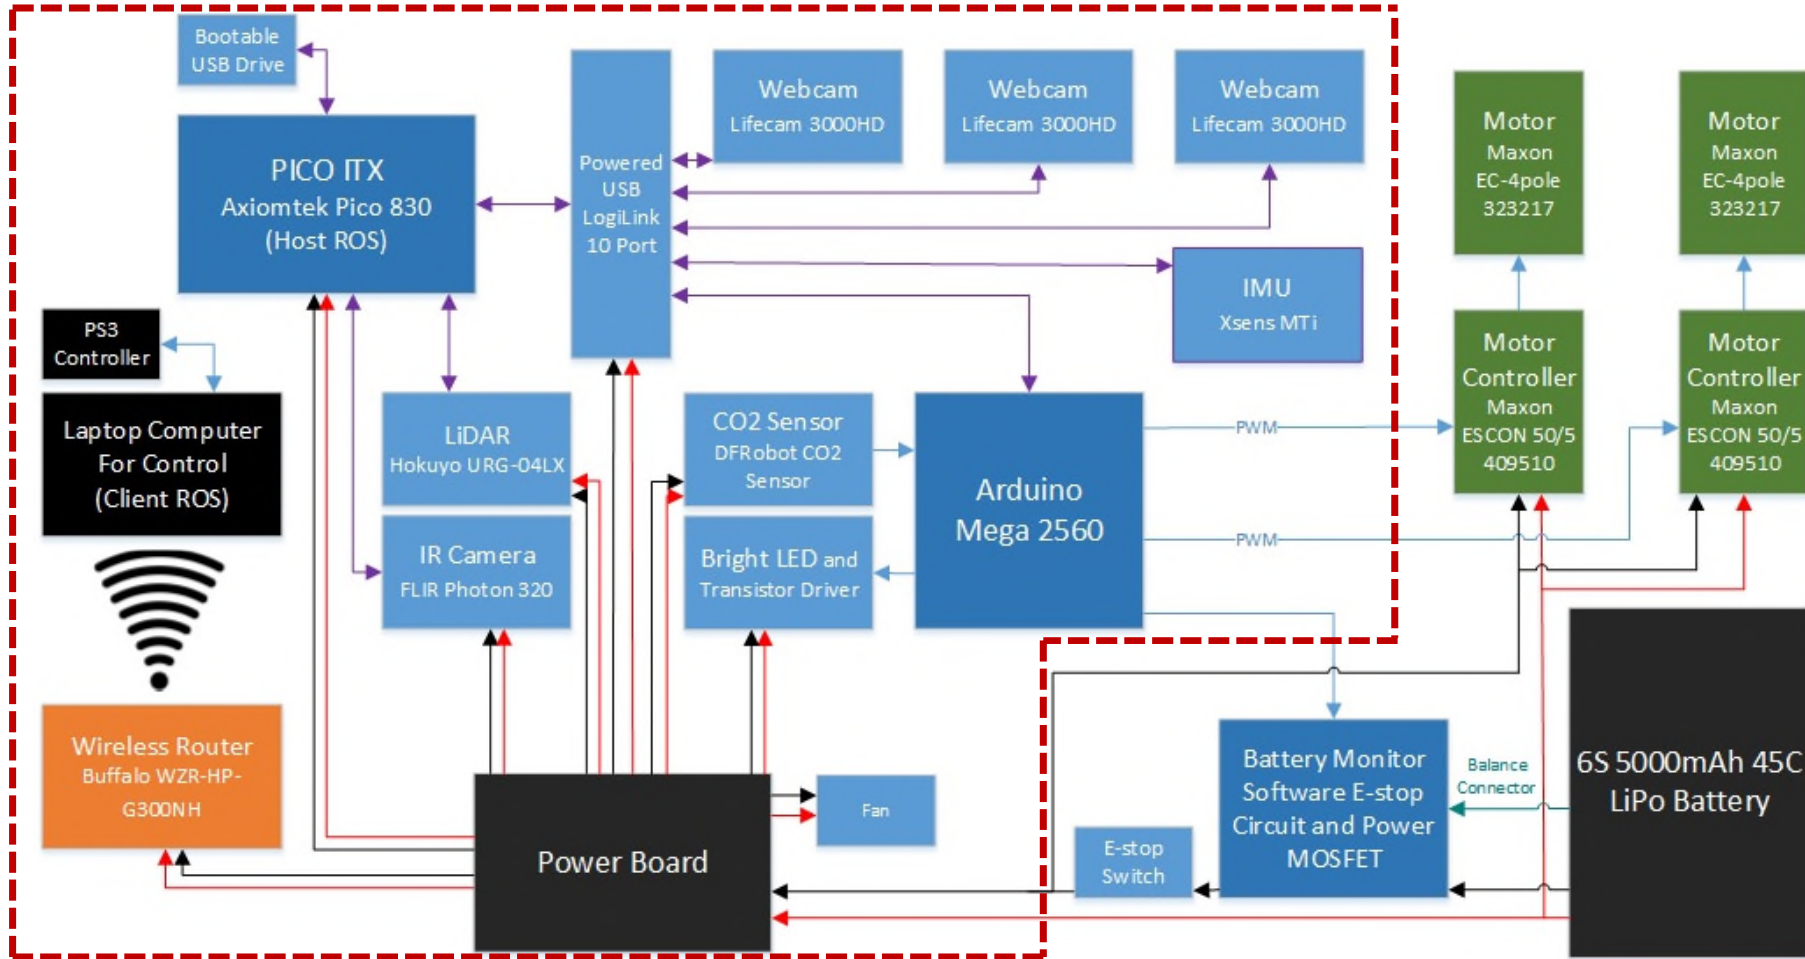 Bootable
USB Drive
PICO ITX
Axiomtek Pico 830
(Host ROS)
Powered
USB
LogiLink
10 Port
Webcam
Lifecam 3000HD
Webcam
Lifecam 3000HD
Webcam
Lifecam 3000HD
IMU
Xsens MTi
Motor
Maxon
EC-4pole
323217
Motor
Maxon
EC-4pole
323217
PS3
Controller
Laptop Computer
For Control
(Client ROS)
LiDAR
Hokuyo URG-04LX
IR Camera
FLIR Photon 320
CO2 Sensor
DFRobot CO2
Sensor
Bright LED and
Transistor Driver
Arduino
Mega 2560
PWM
PWM
Motor
Controller
Maxon
ESCON 50/5
409510
Motor
Controller
Maxon
ESCON 50/5
409510
Wireless Router
Buffalo WZR-HP-
G300NH
Power Board
Fan
E-stop
Switch
Battery Monitor
Software E-stop
Circuit and Power
MOSFET
Balance
Connector
6S 5000mAh 45C
LiPo Battery